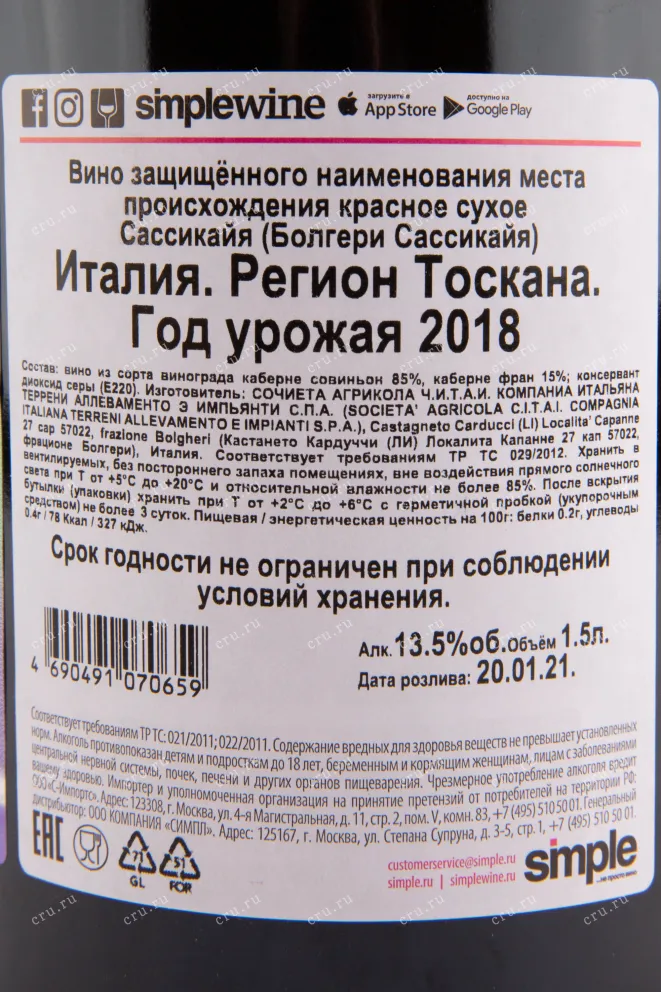 simplewine загрузите в App Store доступно на Google Play
Вино защищённого наименования места
происхождения красное сухое
Сассикайя (Болгери Сассикайя)
Италия. Регион Тоскана.
Год урожая 2018
Состав: вино из сорта винограда каберне совиньон 85%, каберне фран 15%; консервант
диоксид серы (E220). Изготовитель: СОЧИЕТА АГРИКОЛА Ч.И.Т.А.И. КОМПАНИА ИТАЛЬЯНА
ТЕРРЕНИ АЛЛЕВАМЕНТО Э ИМПЬЯНТИ С.П.А. (SOCIETA' AGRICOLA C.I.T.A.I. COMPAGNIA
ITALIANA TERRENI ALLEVAMENTO E IMPIANTI S.P.A.), Castagneto Carducci (LI) Localita' Capanne
27 cap 57022, frazione Bolgheri (Кастането Кардуччи (ЛИ) Локалита Капанне 27 кап 57022,
фрационе Болгери), Италия. Соответствует требованиям ТР ТС 029/2012. Хранить в
вентилируемых, без постороннего запаха помещениях, вне воздействия прямого солнечного
света при Т от +5°С до +20°С и относительной влажности не более 85%. После вскрытия
бутылки (упаковки) хранить при Т от +2°С до +6°С с герметичной пробкой (укупорочным
средством) не более 3 суток. Пищевая / энергетическая ценность на 100г: белки 0.2г, углеводы
0.4г / 78 Ккал / 327 кДж.
Срок годности не ограничен при соблюдении
условий хранения.
Алк. 13.5%об. Объём 1.5л.
Дата розлива: 20.01.21.
4 690491 070659
Соответствует требованиям ТР ТС: 021/2011; 022/2011. Содержание вредных для здоровья веществ не превышает установленных
норм. Алкоголь противопоказан детям и подросткам до 18 лет, беременным и кормящим женщинам, лицам с заболеваниями
центральной нервной системы, почек, печени и других органов пищеварения. Чрезмерное употребление алкоголя вредит
вашему здоровью. Импортер и уполномоченная организация на принятие претензий от потребителей на территории РФ:
ООО «С-Импортс». Адрес: 123308, г. Москва, ул. 4-я Магистральная, д. 11, стр. 2, пом. V, комн. 83, +7 (495) 510 50 01. Генеральный
дистрибьютор: ООО КОМПАНИЯ «СИМПЛ». Адрес: 125167, г. Москва, ул. Степана Супруна, д. 3-5, стр. 1, +7 (495) 510 50 01.
EAC
71
GL
51
FOR
customerservice@simple.ru
simple.ru | simplewine.ru
simple
...не просто вино
cru.ru